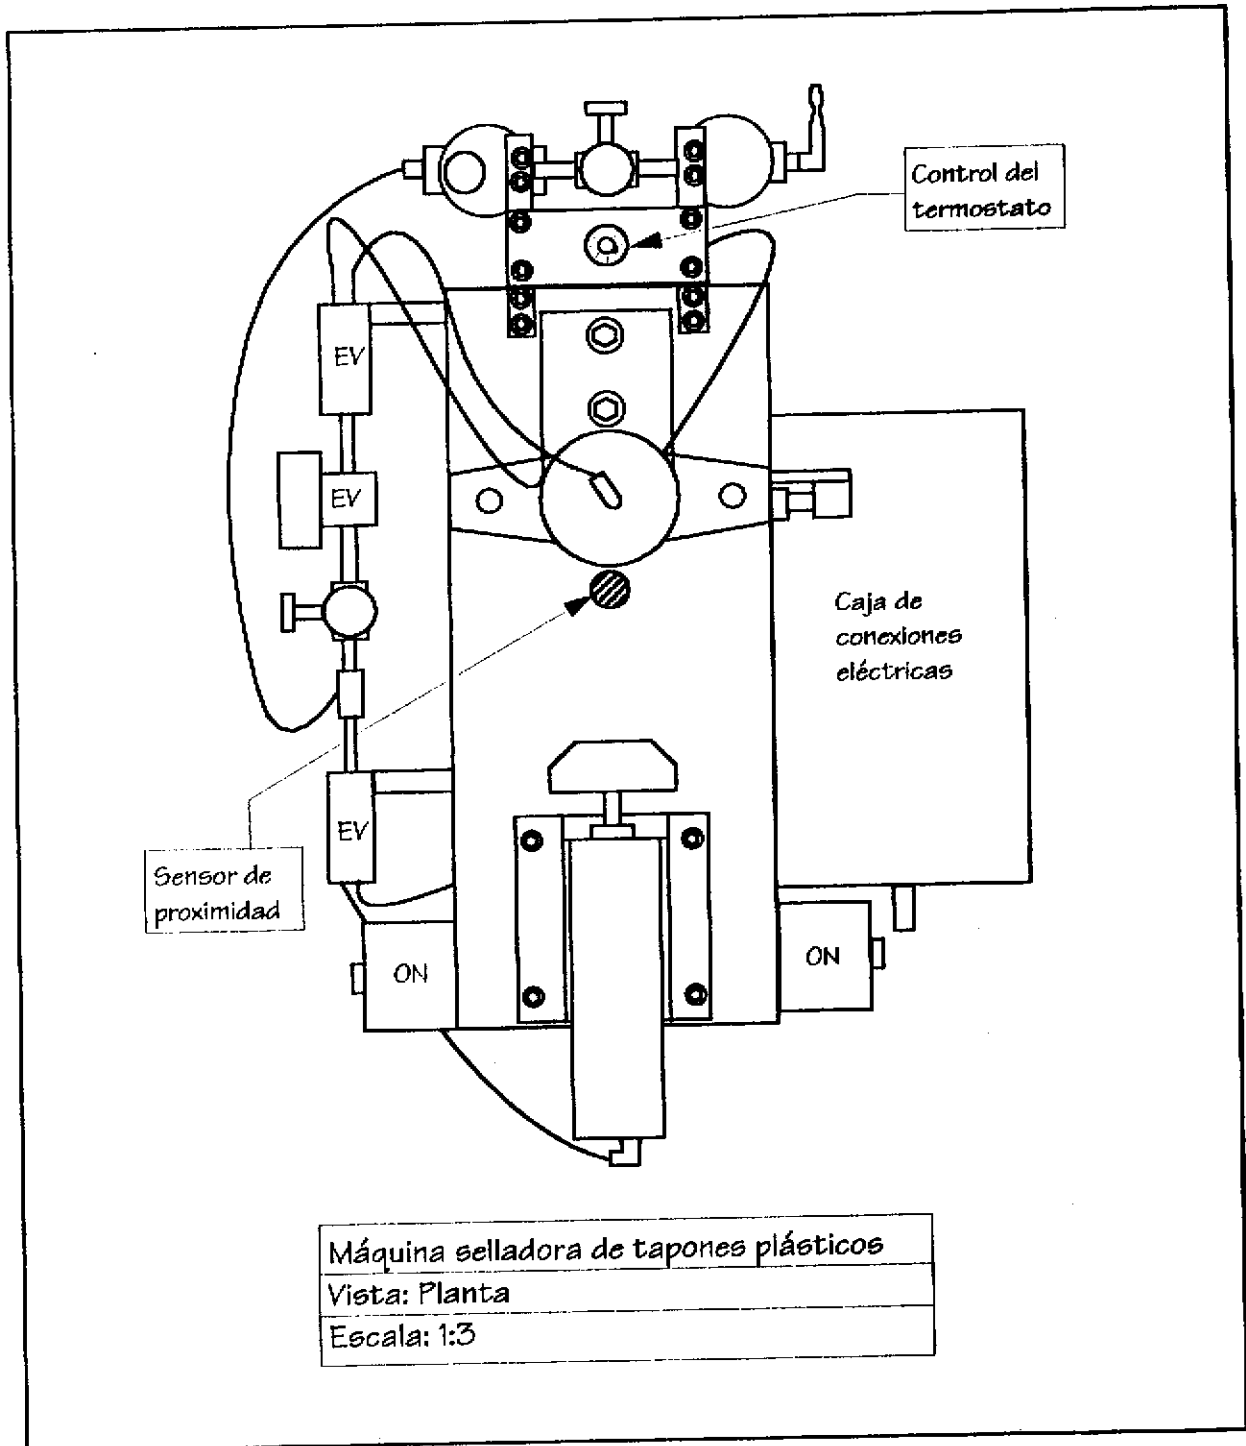 Control del
termostato
EV
EV
Caja de
conexiones
eléctricas
EV
Sensor de
proximidad
ON
ON
Máquina selladora de tapones plásticos
Vista: Planta
Escala: 1:3